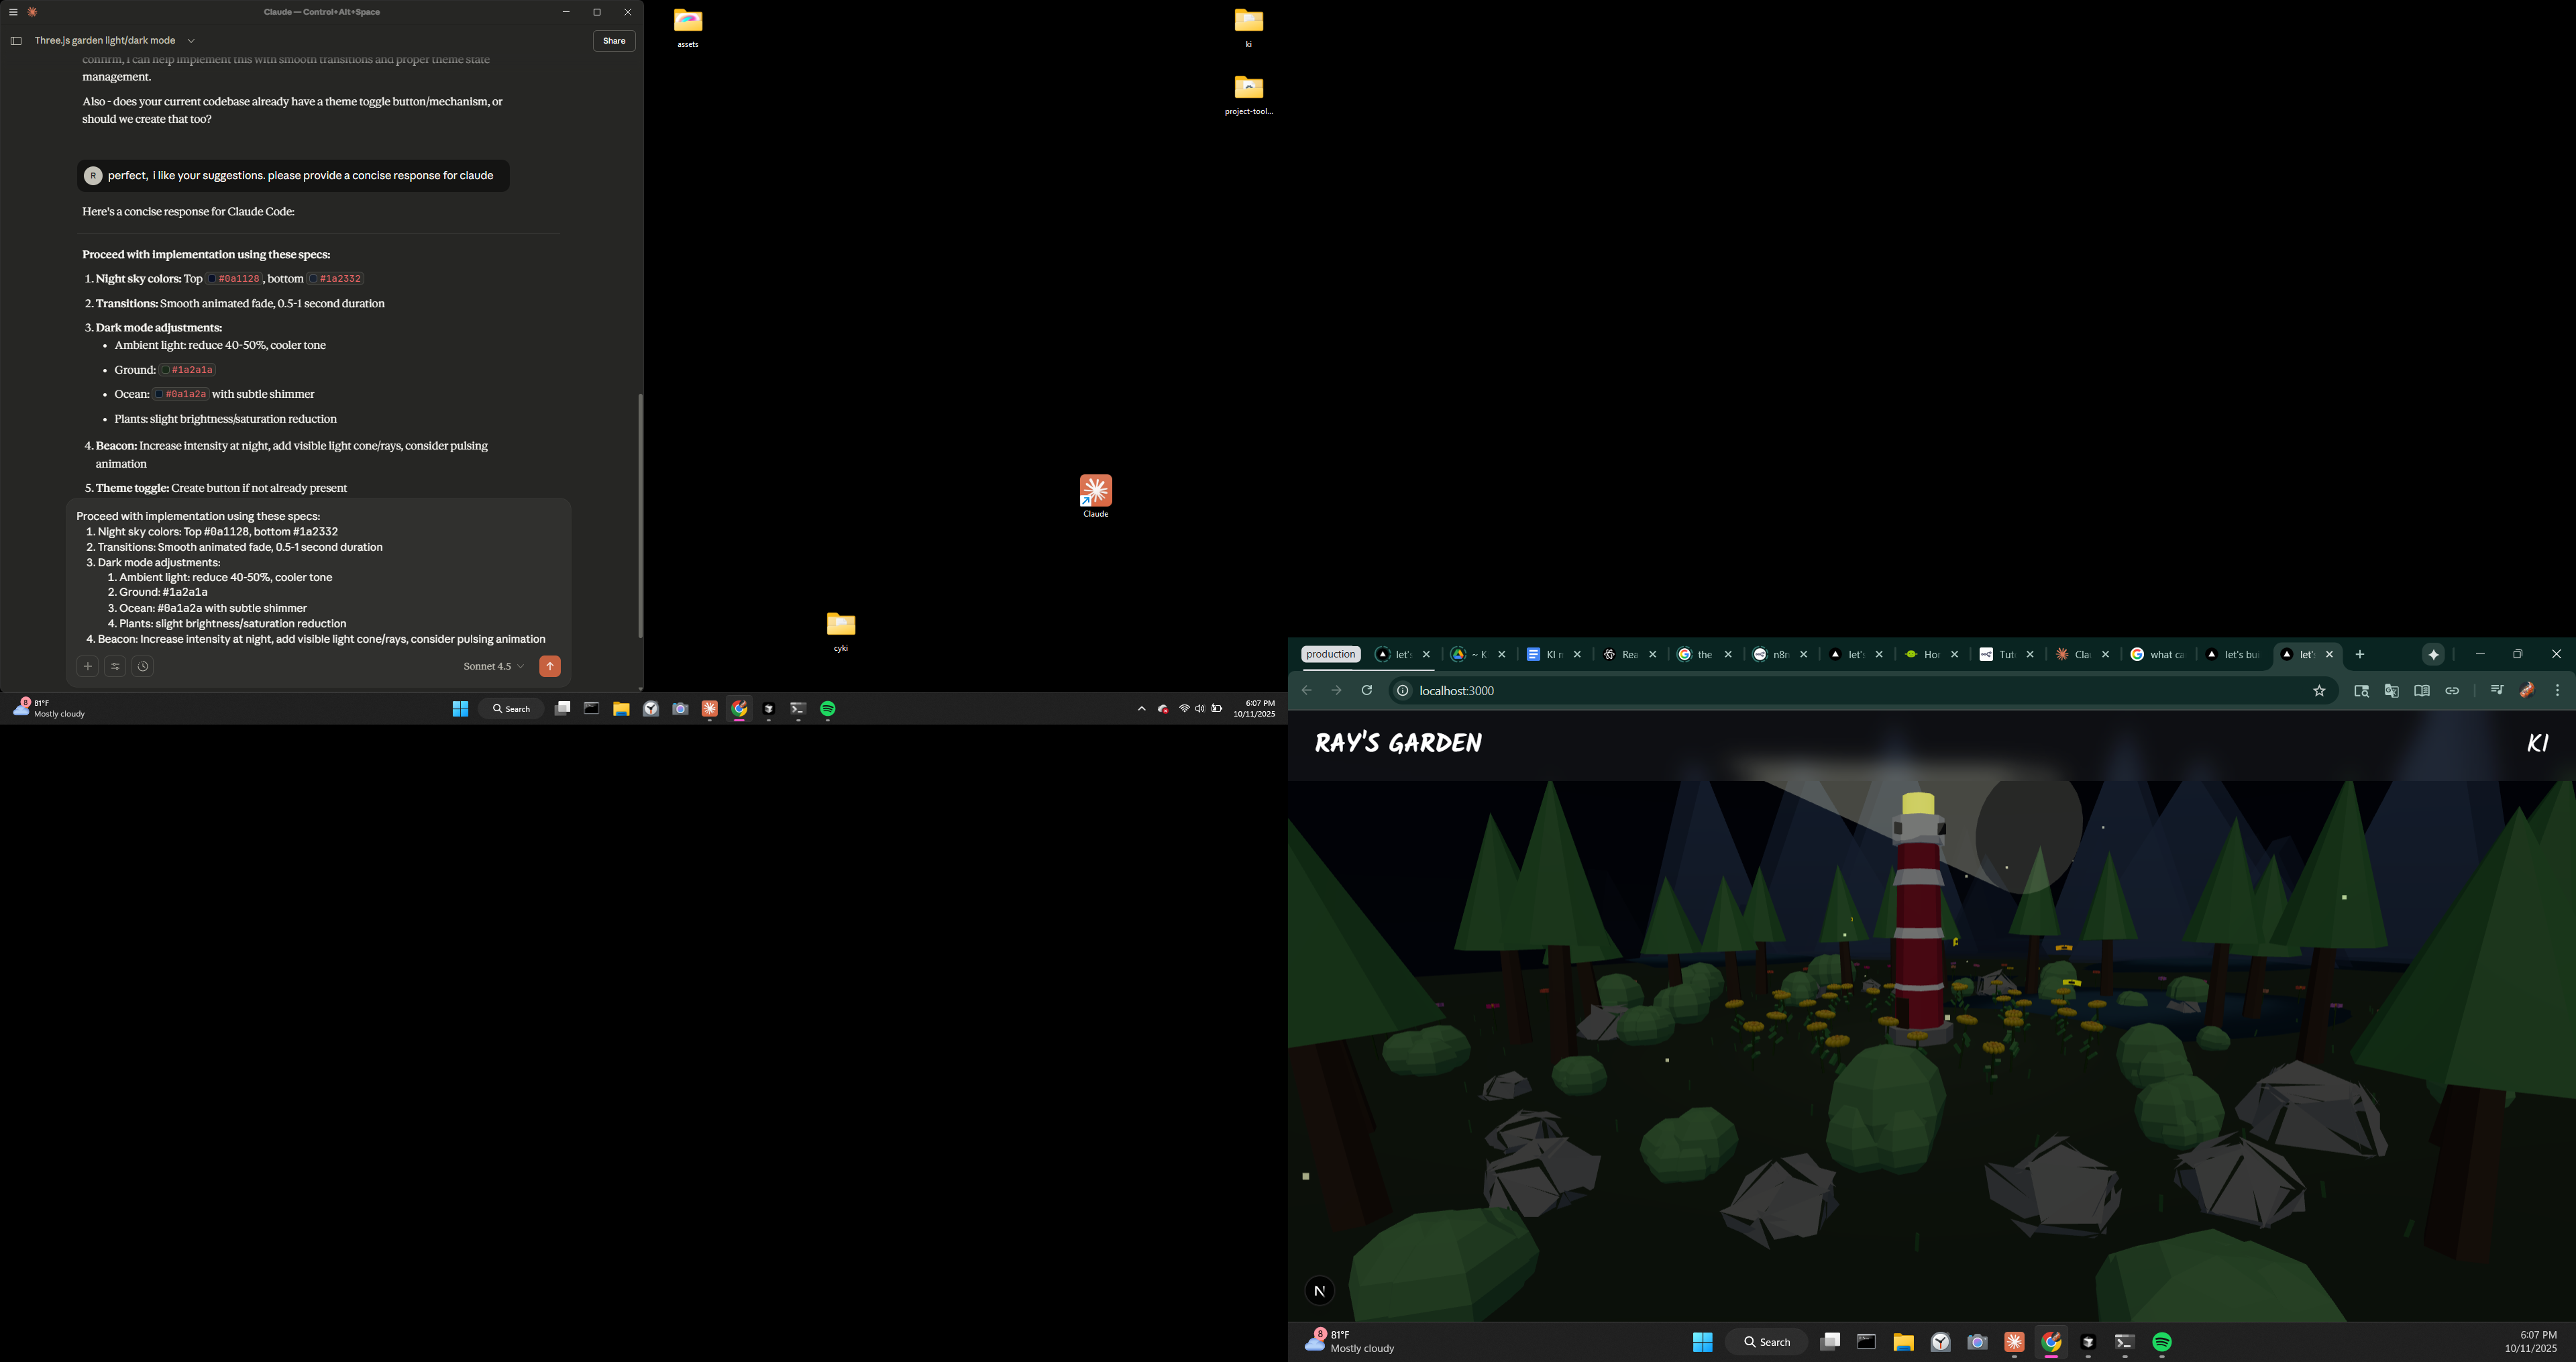 Claude — Control+Alt+Space
Three.js garden light/dark mode
Share
confirm, I can help implement this with smooth transitions and proper theme state
management.
Also - does your current codebase already have a theme toggle button/mechanism, or
should we create that too?
R
perfect, i like your suggestions. please provide a concise response for claude
Here's a concise response for Claude Code:
Proceed with implementation using these specs:
1. Night sky colors: Top #0a1128, bottom #1a2332
2. Transitions: Smooth animated fade, 0.5-1 second duration
3. Dark mode adjustments:
• Ambient light: reduce 40-50%, cooler tone
• Ground: #1a2a1a
• Ocean: #0a1a2a with subtle shimmer
• Plants: slight brightness/saturation reduction
4. Beacon: Increase intensity at night, add visible light cone/rays, consider pulsing
animation
5. Theme toggle: Create button if not already present
Proceed with implementation using these specs:
1. Night sky colors: Top #0a1128, bottom #1a2332
2. Transitions: Smooth animated fade, 0.5-1 second duration
3. Dark mode adjustments:
1. Ambient light: reduce 40-50%, cooler tone
2. Ground: #1a2a1a
3. Ocean: #0a1a2a with subtle shimmer
4. Plants: slight brightness/saturation reduction
4. Beacon: Increase intensity at night, add visible light cone/rays, consider pulsing animation
Sonnet 4.5
8
81°F
Mostly cloudy
Search
6:07 PM
10/11/2025
assets
ki
project-tool...
Claude
cyki
production
let'
~ K
KI r
Rea
the
n8r
let'
Hor
Tut
Cla
what ca
let's bu
let'
localhost:3000
RAY'S GARDEN
KI
N
8
81°F
Mostly cloudy
Search
6:07 PM
10/11/2025